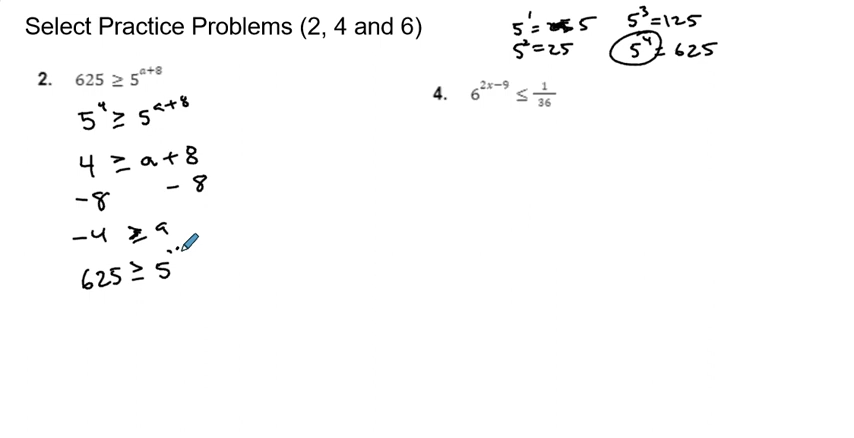 Select Practice Problems (2, 4 and 6)
5¹ = 5
5² = 25
5³ = 125
5⁴ = 625
2. 625 ≥ 5^(a+8)
5⁴ ≥ 5^(a+8)
4 ≥ a + 8
-8 - 8
-4 ≥ a
625 ≥ 5
4. 6^(2x−9) ≤ 1/36